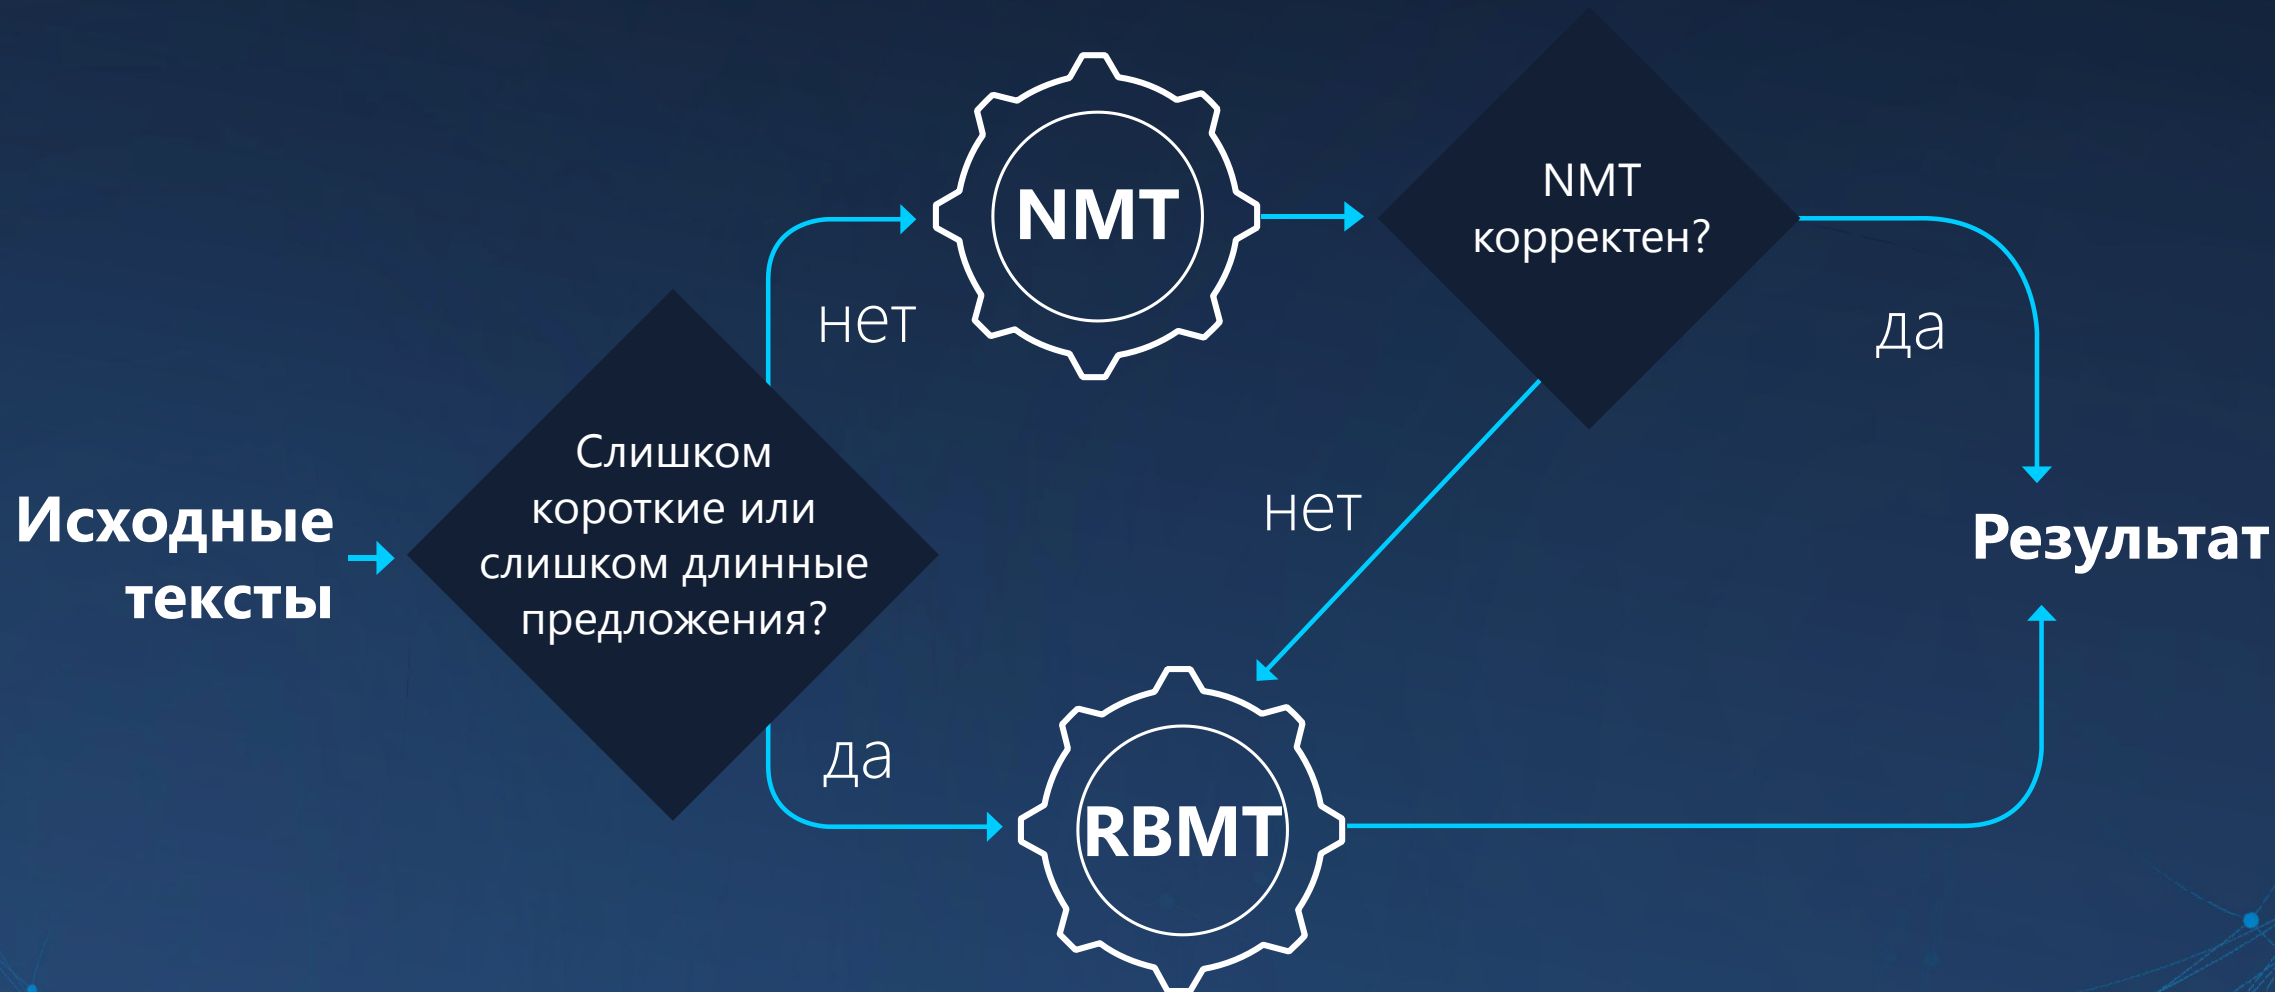 Исходные
тексты
Слишком
короткие или
слишком длинные
предложения?
нет
NMT
NMT
корректен?
да
нет
да
RBMT
Результат